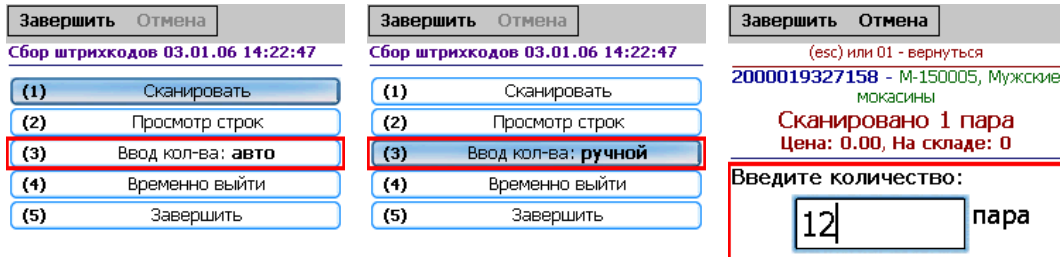 Завершить Отмена
Сбор штрихкодов 03.01.06 14:22:47
(1) Сканировать
(2) Просмотр строк
(3) Ввод кол-ва: авто
(4) Временно выйти
(5) Завершить
Завершить Отмена
Сбор штрихкодов 03.01.06 14:22:47
(1) Сканировать
(2) Просмотр строк
(3) Ввод кол-ва: ручной
(4) Временно выйти
(5) Завершить
Завершить Отмена
(esc) или 01 - вернуться
2000019327158 - М-150005, Мужские
мокасины
Сканировано 1 пара
Цена: 0.00, На складе: 0
Введите количество:
12 пара